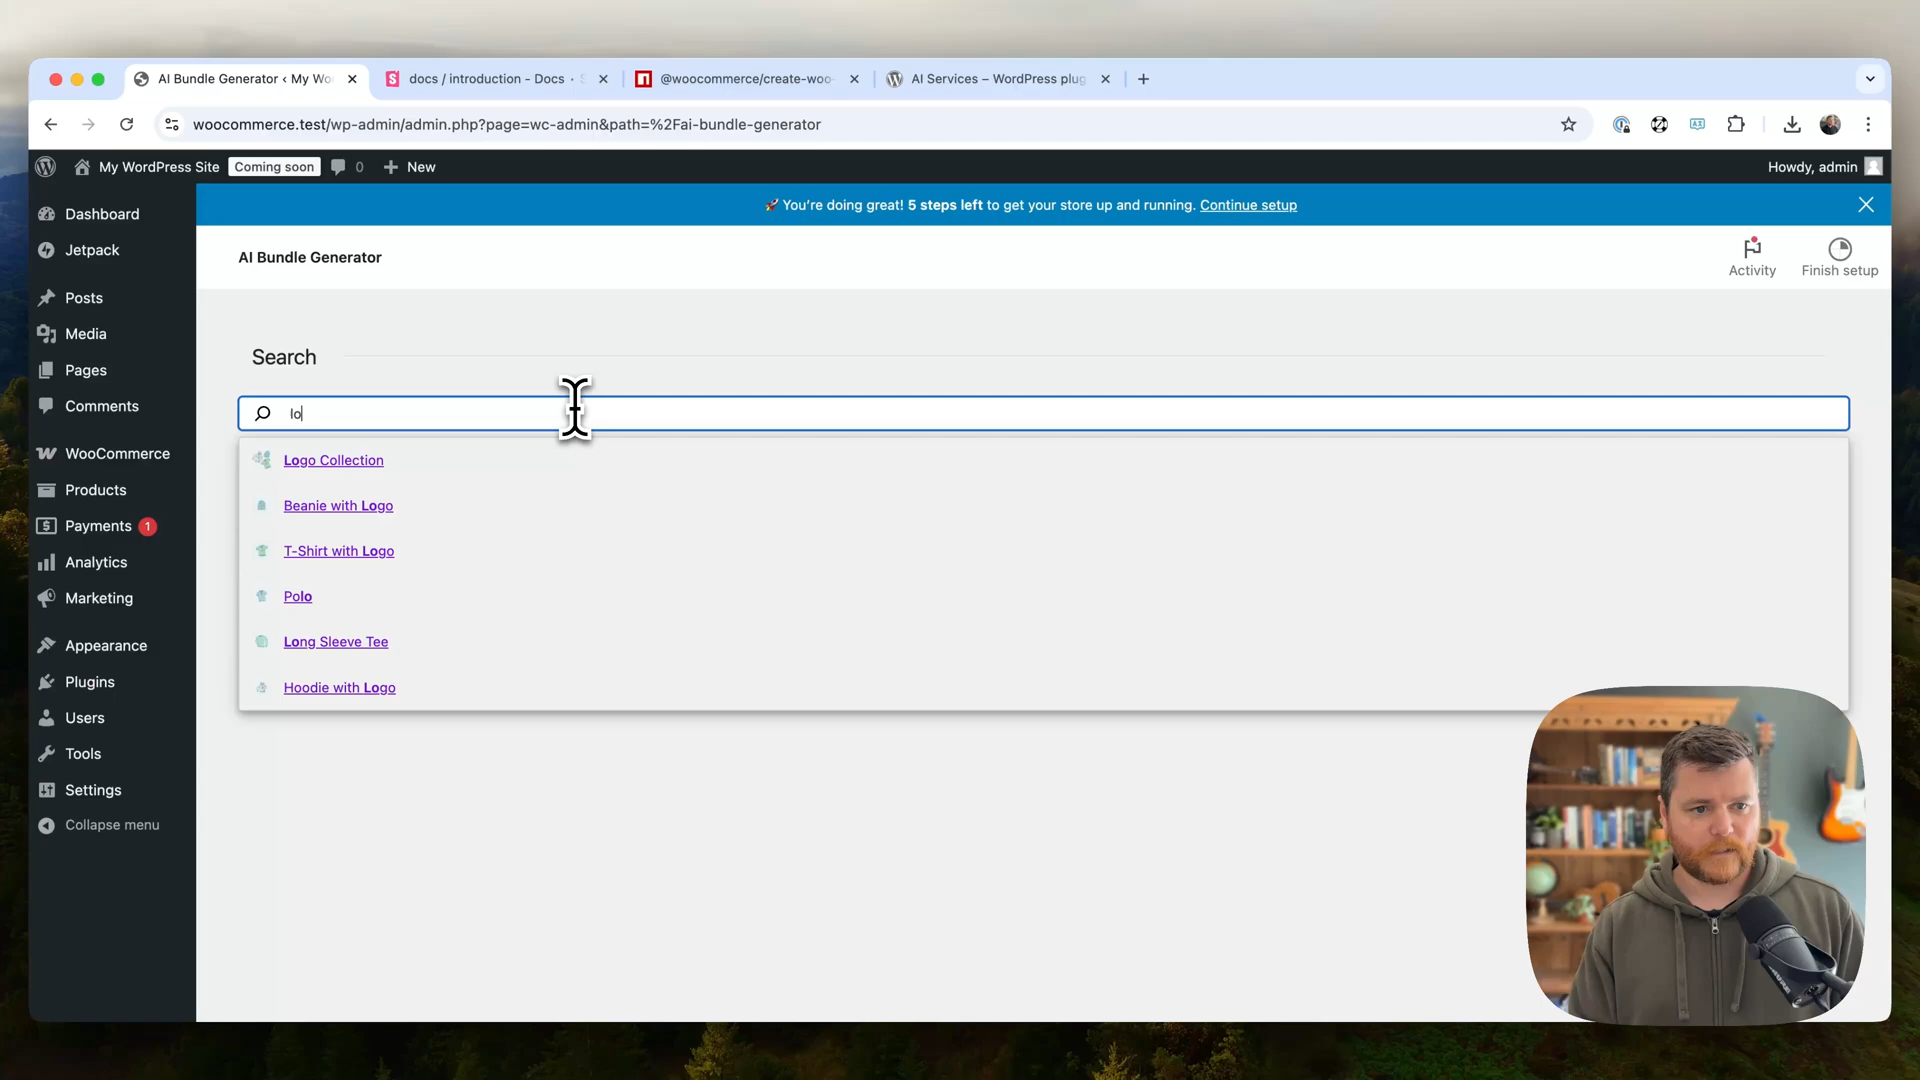 AI Bundle Generator ‹ My Wo
docs / introduction - Docs ·
@woocommerce/create-woo-
AI Services – WordPress plug
woocommerce.test/wp-admin/admin.php?page=wc-admin&path=%2Fai-bundle-generator
My WordPress Site
Coming soon
0
New
Howdy, admin
🚀 You're doing great! 5 steps left to get your store up and running. Continue setup
Dashboard
Jetpack
Posts
Media
Pages
Comments
WooCommerce
Products
Payments 1
Analytics
Marketing
Appearance
Plugins
Users
Tools
Settings
Collapse menu
AI Bundle Generator
Activity
Finish setup
Search
lo
Logo Collection
Beanie with Logo
T-Shirt with Logo
Polo
Long Sleeve Tee
Hoodie with Logo